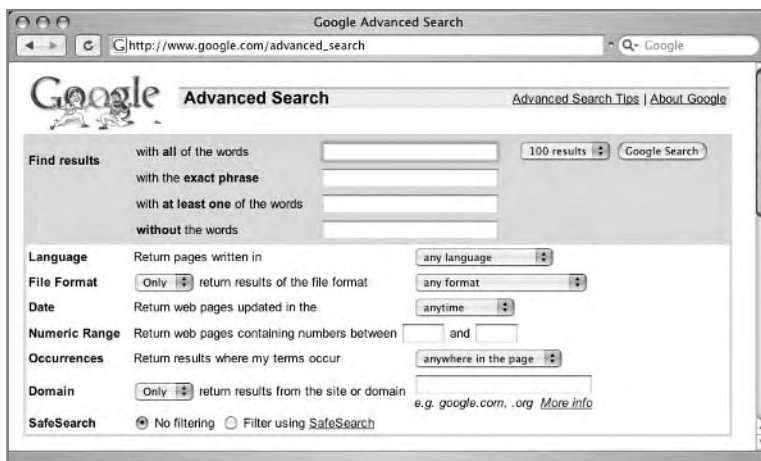 Google Advanced Search
G http://www.google.com/advanced_search
Q- Google
Google Advanced Search Advanced Search Tips | About Google
Find results with all of the words 100 results Google Search
with the exact phrase
with at least one of the words
without the words
Language Return pages written in any language
File Format Only return results of the file format any format
Date Return web pages updated in the anytime
Numeric Range Return web pages containing numbers between and
Occurrences Return results where my terms occur anywhere in the page
Domain Only return results from the site or domain
e.g. google.com, .org More info
SafeSearch No filtering Filter using SafeSearch